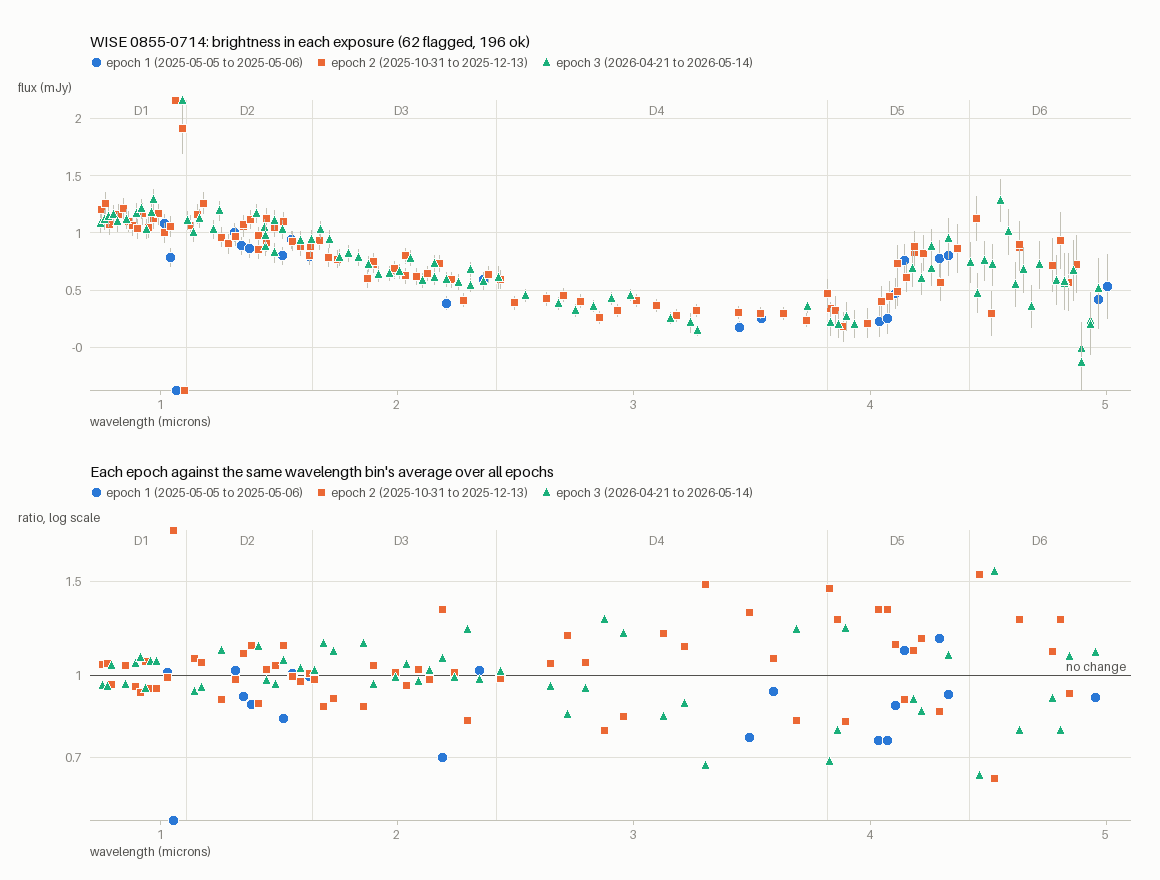 WISE 0855-0714: brightness in each exposure (62 flagged, 196 ok)
epoch 1 (2025-05-05 to 2025-05-06) epoch 2 (2025-10-31 to 2025-12-13) epoch 3 (2026-04-21 to 2026-05-14)
flux (mJy)
D1 D2 D3 D4 D5 D6
2
1.5
1
0.5
-0
1 2 3 4 5
wavelength (microns)
Each epoch against the same wavelength bin's average over all epochs
epoch 1 (2025-05-05 to 2025-05-06) epoch 2 (2025-10-31 to 2025-12-13) epoch 3 (2026-04-21 to 2026-05-14)
ratio, log scale
D1 D2 D3 D4 D5 D6
1.5
no change
1
0.7
1 2 3 4 5
wavelength (microns)